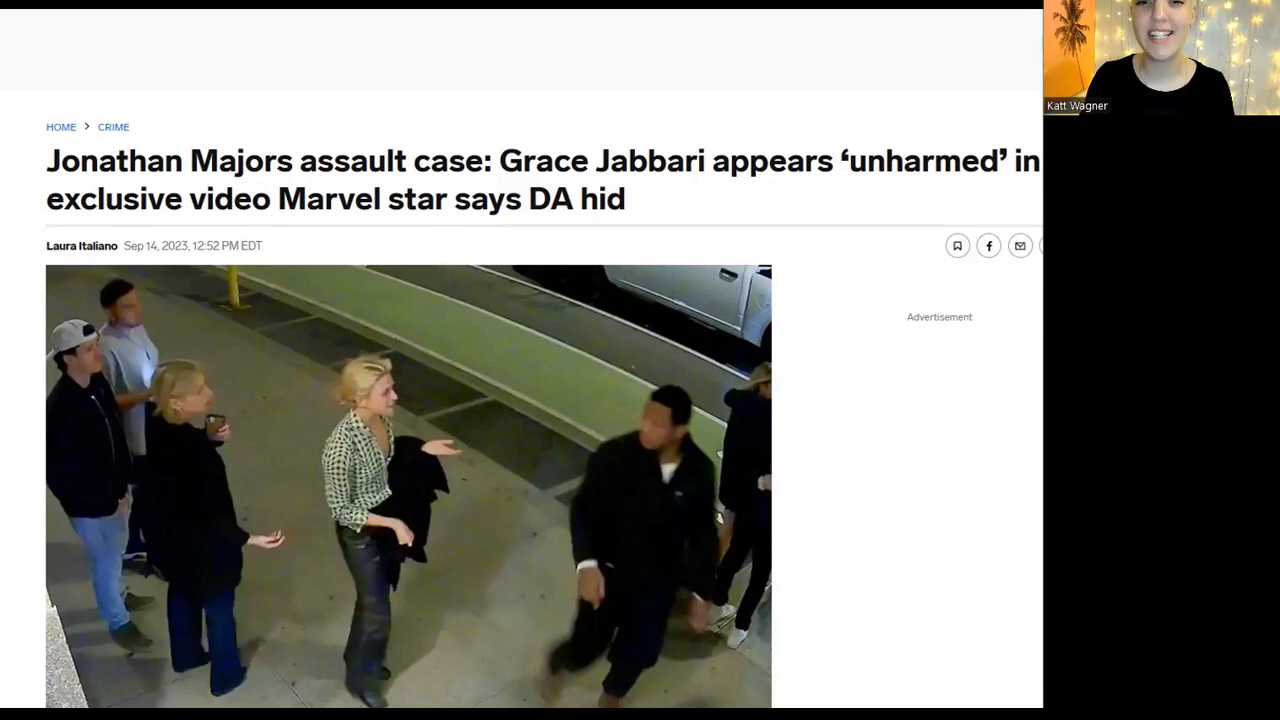 Katt Wagner
HOME > CRIME
Jonathan Majors assault case: Grace Jabbari appears ‘unharmed’ in
exclusive video Marvel star says DA hid
Laura Italiano Sep 14, 2023, 12:52 PM EDT
Advertisement